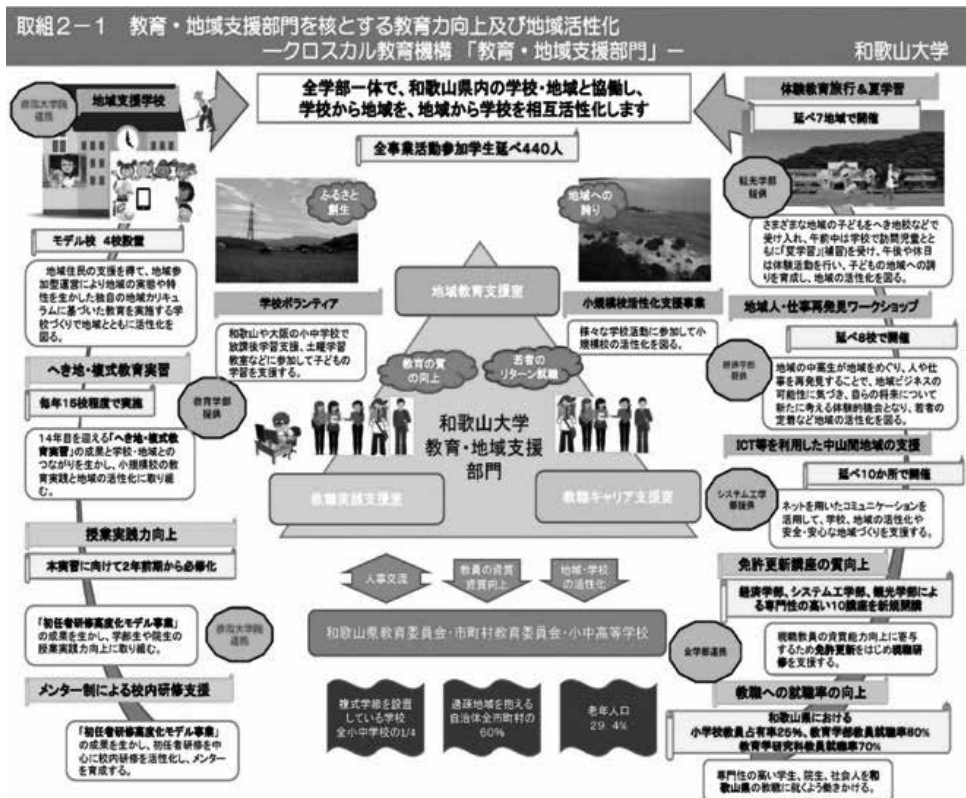 取組2-1 教育・地域支援部門を核とする教育力向上及び地域活性化
ークロスカル教育機構 「教育・地域支援部門」ー
和歌山大学
全学部一体で、和歌山県内の学校・地域と協働し、
学校から地域を、地域から学校を相互活性化します
全事業活動参加学生延べ440人
教職大学院
連携
地域支援学校
モデル校 4校設置
地域住民の支援を得て、地域参
加型運営により地域の実態や特
性を生かした独自の地域カリキュ
ラムに基づいた教育を実施する学
校づくりで地域とともに活性化を
図る。
へき地・複式教育実習
毎年15校程度で実施
教育学部
提供
14年目を迎える「へき地・複式教
育実習」の成果と学校・地域との
つながりを生かし、小規模校の教
育実践と地域の活性化に取り組
む。
授業実践力向上
本実習に向けて2年前期から必修化
「初任者研修高度化モデル事業」
の成果を生かし、学部生や院生の
授業実践力向上に取り組む。
教職大学院
連携
メンター制による校内研修支援
「初任者研修高度化モデル事業」
の成果を生かし、初任者研修を中
心に校内研修を活性化し、メンター
を育成する。
ふるさと
創生
学校ボランティア
和歌山や大阪の小中学校で
放課後学習支援、土曜学習
教室などに参加して子どもの
学習を支援する。
地域への
誇り
小規模校活性化支援事業
様々な学校活動に参加して小
規模校の活性化を図る。
地域教育支援室
教育の質
の向上
若者の
リターン就職
和歌山大学
教育・地域支援
部門
教職実践支援室
教職キャリア支援室
人事交流
教員の資質
資質向上
地域・学校
の活性化
和歌山県教育委員会・市町村教育委員会・小中高等学校
複式学級を設置
している学校
全小中学校の1/4
過疎地域を抱える
自治体全市町村の
60%
老年人口
29.4%
体験教育旅行&夏学習
延べ7地域で開催
観光学部
提供
さまざまな地域の子どもをへき地校などで
受け入れ、午前中は学校で訪問児童とと
もに「夏学習」(補習)を受け、午後や休日
は体験活動を行い、子どもの地域への誇
りを育成し、地域の活性化を図る。
地域人・仕事再発見ワークショップ
延べ8校で開催
経済学部
提供
地域の中高生が地域をめぐり、人や仕
事を再発見することで、地域ビジネスの
可能性に気づき、自らの将来について
新たに考える体験的機会となり、若者の
定着など地域の活性化を図る。
ICT等を利用した中山間地域の支援
延べ10か所で開催
システム工学
部提供
ネットを用いたコミュニケーションを
活用して、学校、地域の活性化や
安全・安心な地域づくりを支援する。
免許更新講座の質向上
経済学部、システム工学部、観光学部によ
る専門性の高い10講座を新規開講
全学部連携
現職教員の資質能力向上に寄与
するため免許更新をはじめ現職研
修を支援する。
教職への就職率の向上
和歌山県における
小学校教員占有率25%、教育学部教員就職率80%
教育学研究科教員就職率70%
専門性の高い学生、院生、社会人を和
歌山県の教職に就くよう働きかける。